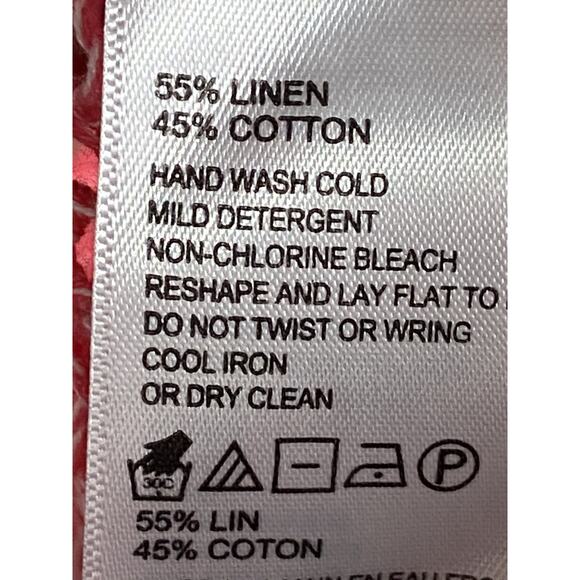 55% LINEN
45% COTTON
HAND WASH COLD
MILD DETERGENT
NON-CHLORINE BLEACH
RESHAPE AND LAY FLAT TO
DO NOT TWIST OR WRING
COOL IRON
OR DRY CLEAN
30C P
55% LIN
45% COTON